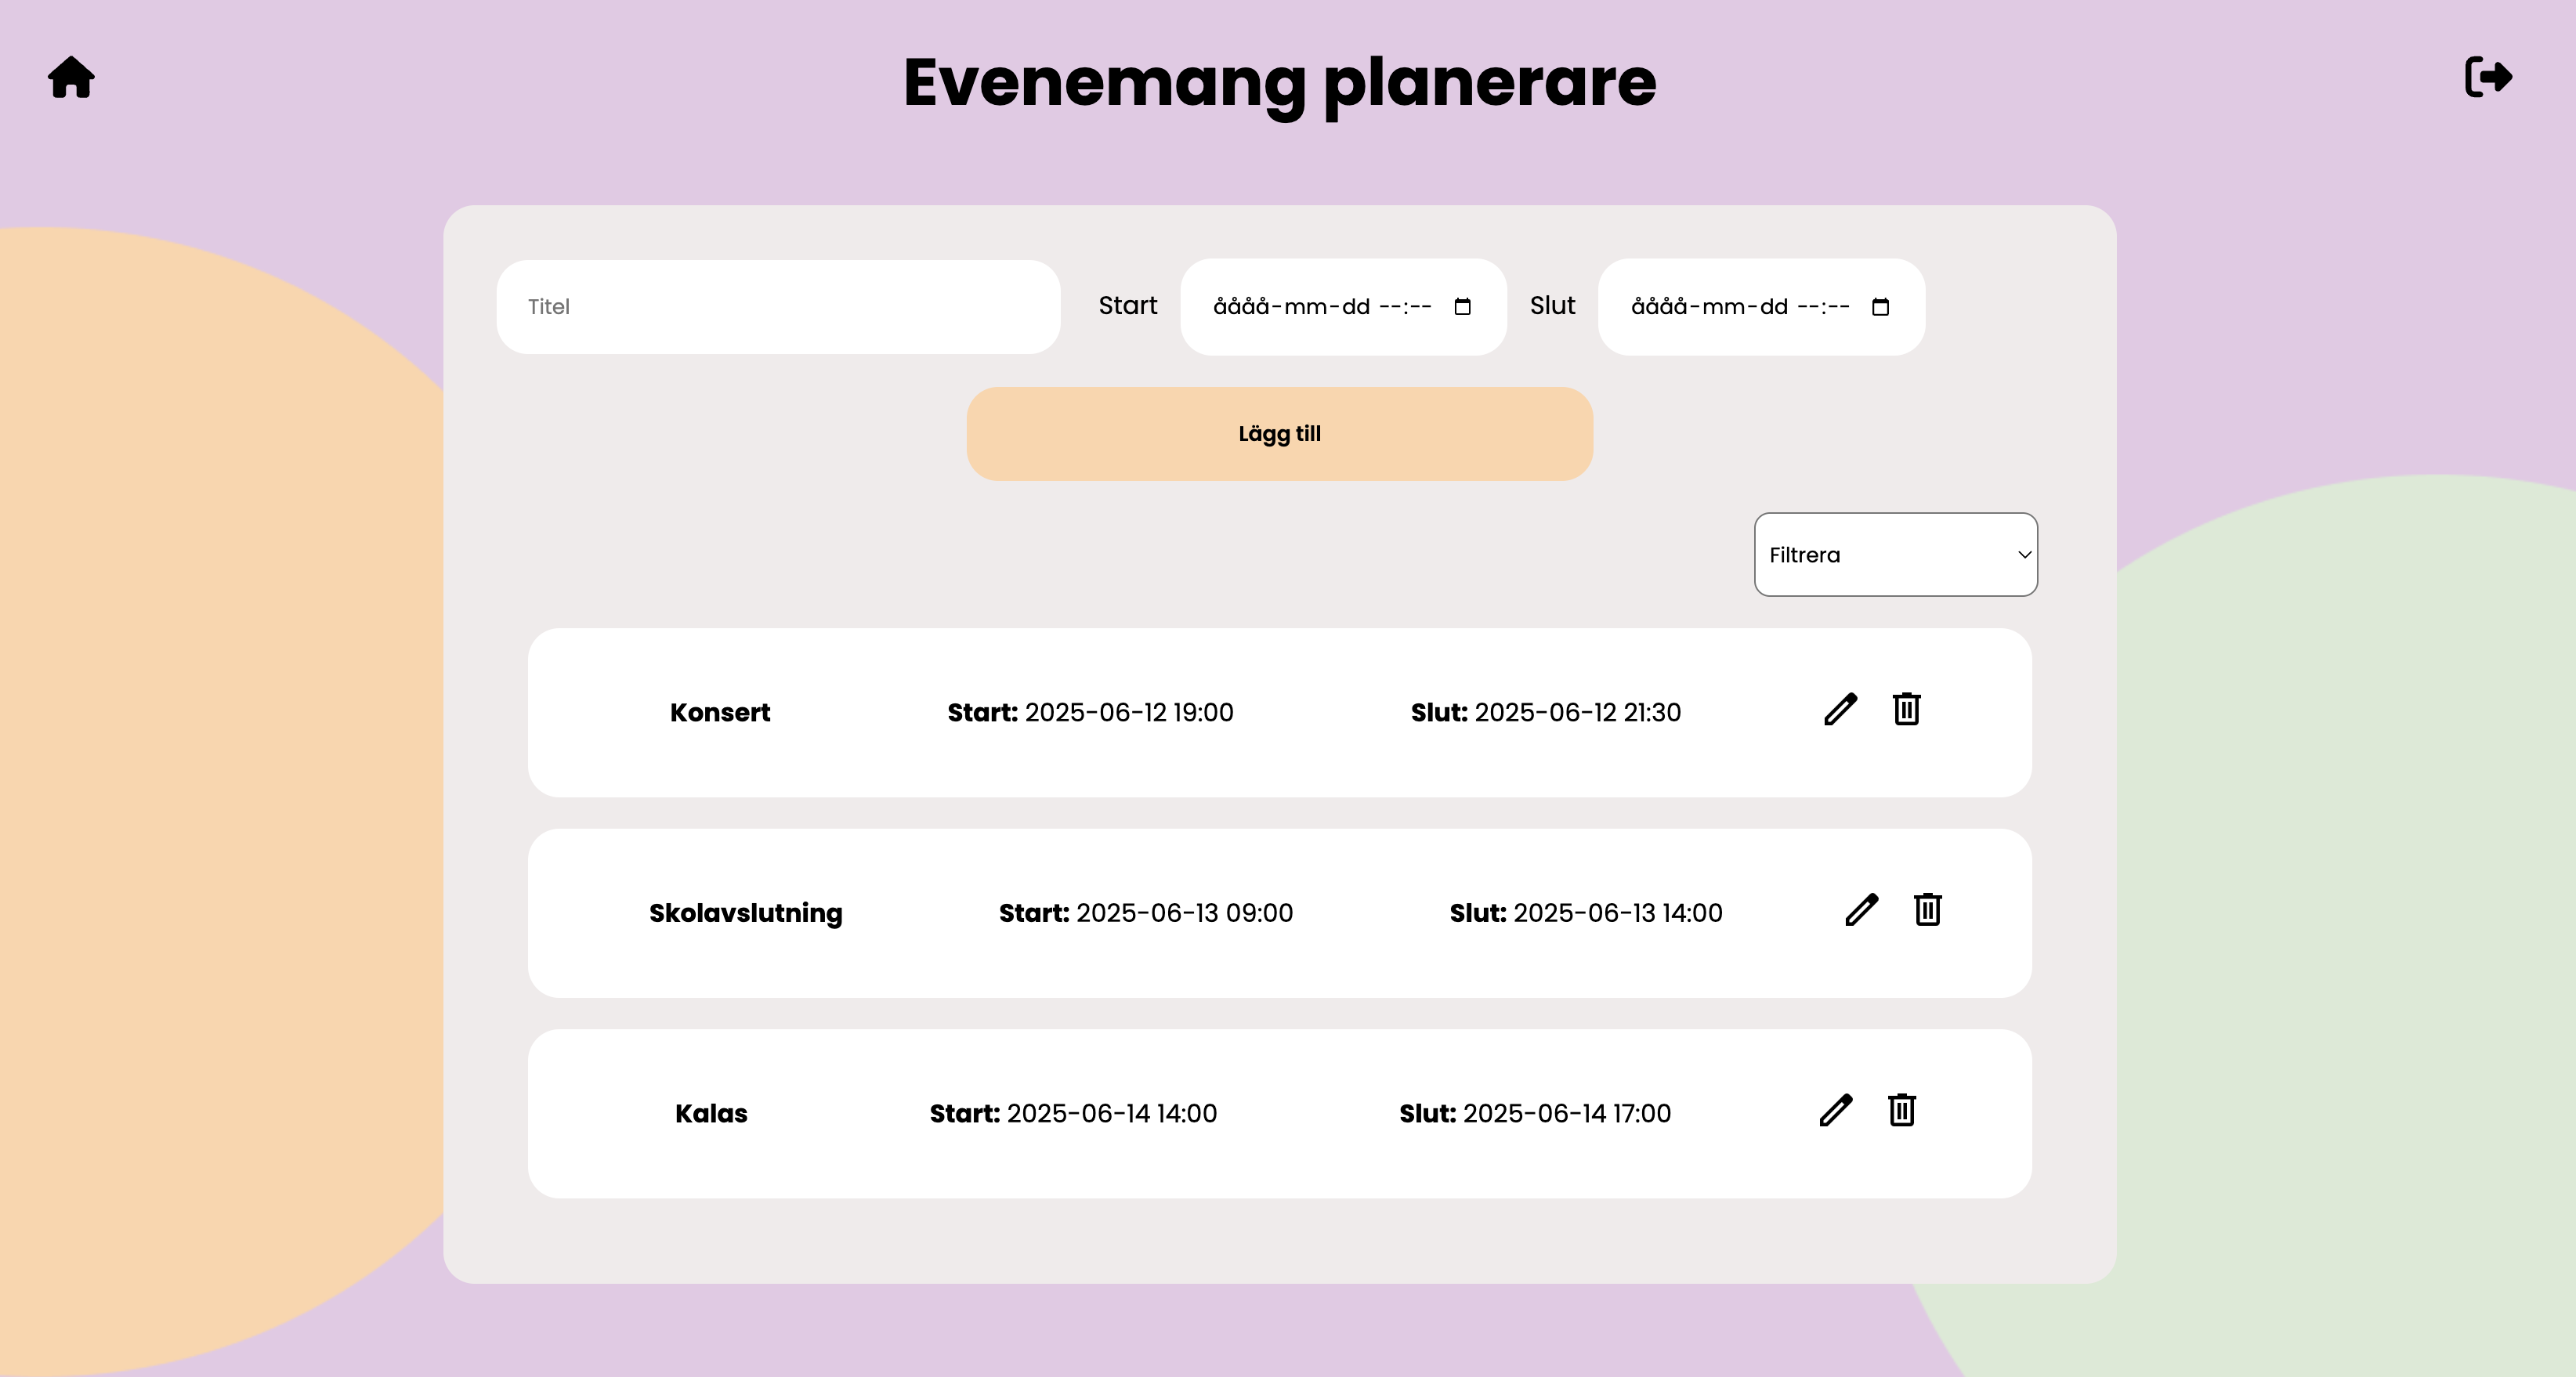 Evenemang planerare
Titel Start åååå-mm-dd --:-- Slut åååå-mm-dd --:--
Lägg till
Filtrera
Konsert Start: 2025-06-12 19:00 Slut: 2025-06-12 21:30
Skolavslutning Start: 2025-06-13 09:00 Slut: 2025-06-13 14:00
Kalas Start: 2025-06-14 14:00 Slut: 2025-06-14 17:00